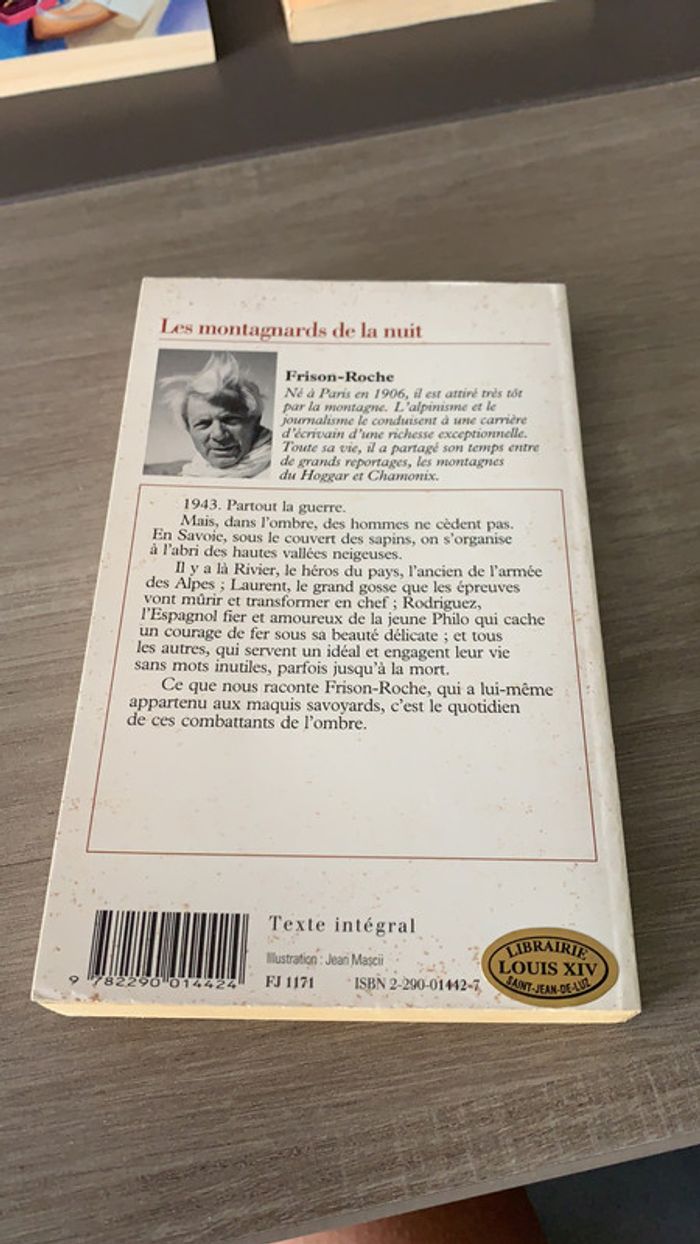 Les montagnards de la nuit
Frison-Roche
Né à Paris en 1906, il est attiré très tôt
par la montagne. L'alpinisme et le
journalisme le conduisent à une carrière
d'écrivain d'une richesse exceptionnelle.
Toute sa vie, il a partagé son temps entre
de grands reportages, les montagnes
du Hoggar et Chamonix.
1943. Partout la guerre.
Mais, dans l'ombre, des hommes ne cèdent pas.
En Savoie, sous le couvert des sapins, on s'organise
à l'abri des hautes vallées neigeuses.
Il y a là Rivier, le héros du pays, l'ancien de l'armée
des Alpes ; Laurent, le grand gosse que les épreuves
vont mûrir et transformer en chef ; Rodriguez,
l'Espagnol fier et amoureux de la jeune Philo qui cache
un courage de fer sous sa beauté délicate ; et tous
les autres, qui servent un idéal et engagent leur vie
sans mots inutiles, parfois jusqu'à la mort.
Ce que nous raconte Frison-Roche, qui a lui-même
appartenu aux maquis savoyards, c'est le quotidien
de ces combattants de l'ombre.
Texte intégral
Illustration : Jean Mascii
9 782290 014424
FJ 1171
ISBN 2-290-01442-7
LIBRAIRIE
LOUIS XIV
SAINT-JEAN-DE-LUZ